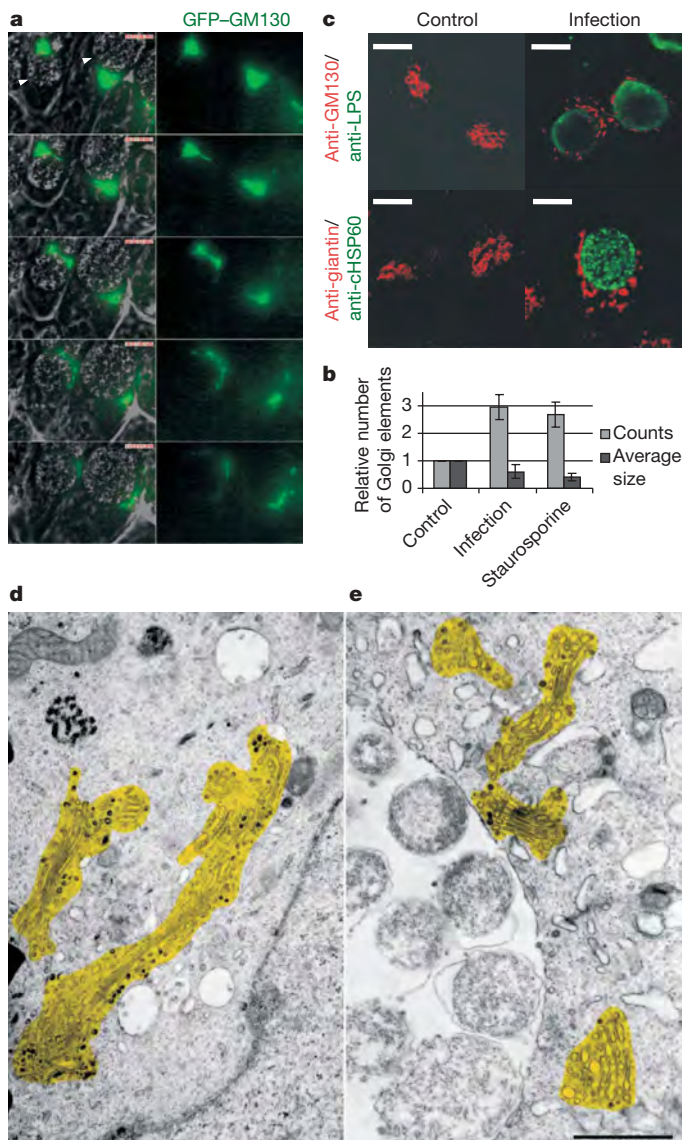 a
GFP–GM130
c
Control
Infection
Anti-GM130/
anti-LPS
Anti-giantin/
anti-cHSP60
b
Relative number
of Golgi elements
3
2
1
0
Control
Infection
Staurosporine
Counts
Average
size
d
e